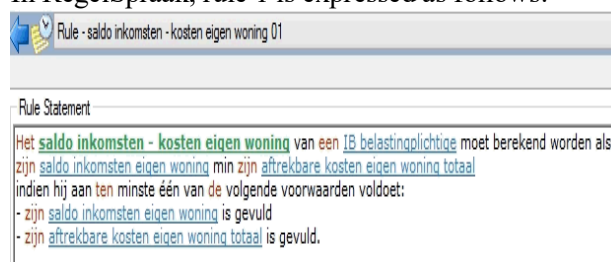 In RegelSpraak, rule 1 is expressed as follows:
Rule - saldo inkomsten - kosten eigen woning 01
Rule Statement
Het saldo inkomsten - kosten eigen woning van een IB belastingplichtige moet berekend worden als
zijn saldo inkomsten eigen woning min zijn aftrekbare kosten eigen woning totaal
indien hij aan ten minste één van de volgende voorwaarden voldoet:
- zijn saldo inkomsten eigen woning is gevuld
- zijn aftrekbare kosten eigen woning totaal is gevuld.